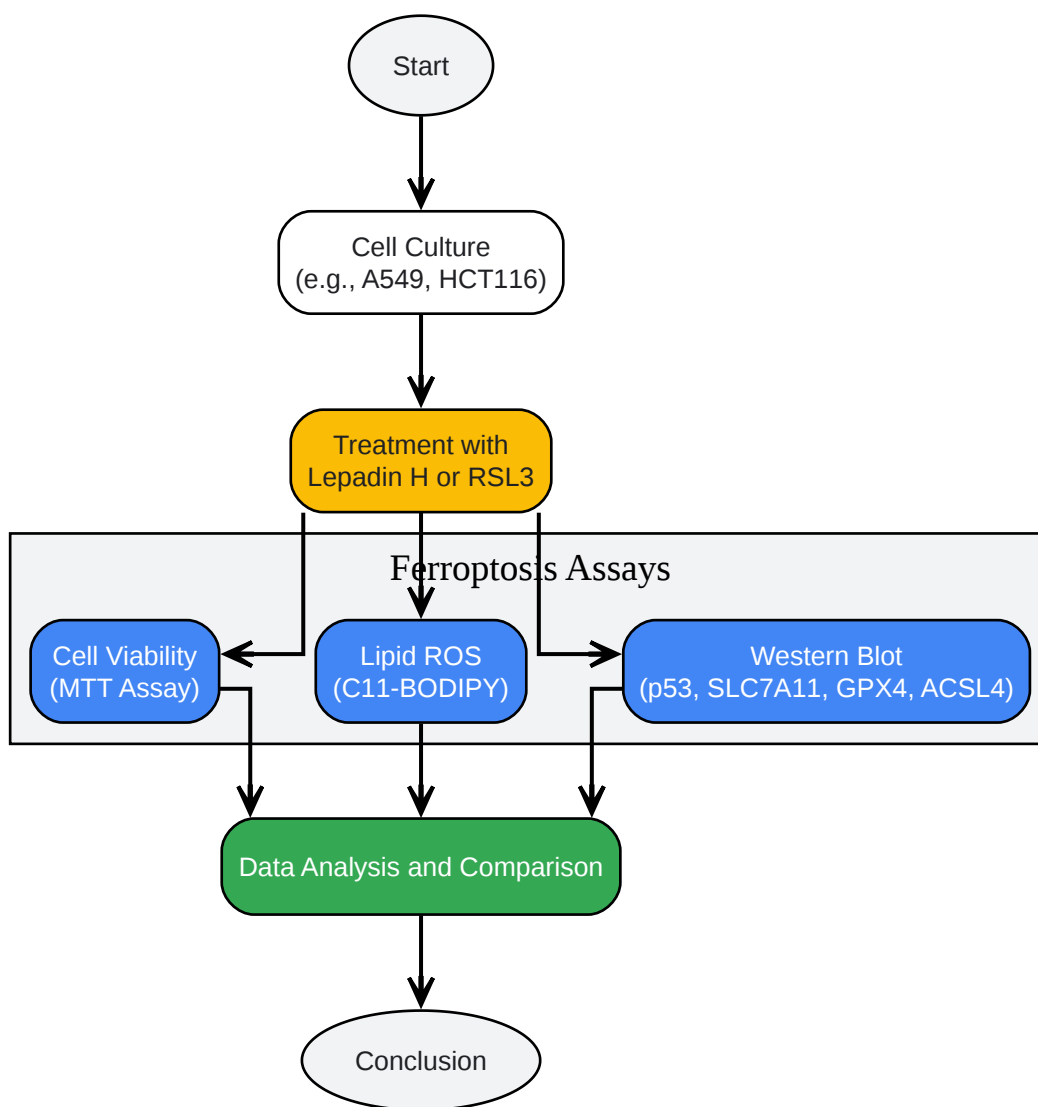 Start
Cell Culture
(e.g., A549, HCT116)
Treatment with
Lepadin H or RSL3
Ferroptosis Assays
Cell Viability
(MTT Assay)
Lipid ROS
(C11-BODIPY)
Western Blot
(p53, SLC7A11, GPX4, ACSL4)
Data Analysis and Comparison
Conclusion